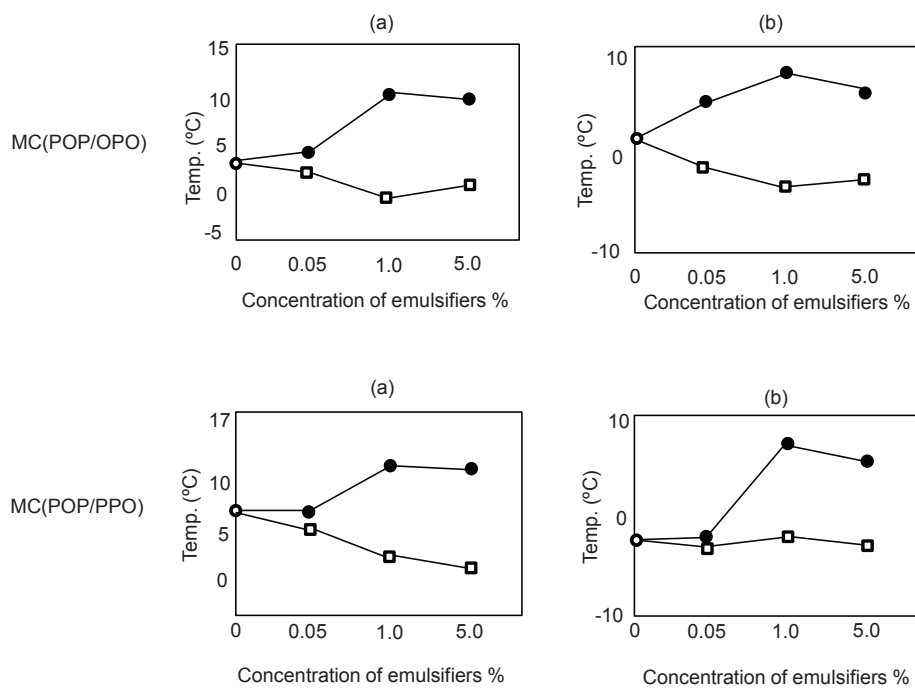 (a)
(b)
MC(POP/OPO)
Temp. (ºC)
15
10
5
0
-5
0 0.05 1.0 5.0
Concentration of emulsifiers %
Temp. (ºC)
10
0
-10
0 0.05 1.0 5.0
Concentration of emulsifiers %
(a)
(b)
MC(POP/PPO)
Temp. (ºC)
17
10
5
0
0 0.05 1.0 5.0
Concentration of emulsifiers %
Temp. (ºC)
10
0
-10
0 0.05 1.0 5.0
Concentration of emulsifiers %